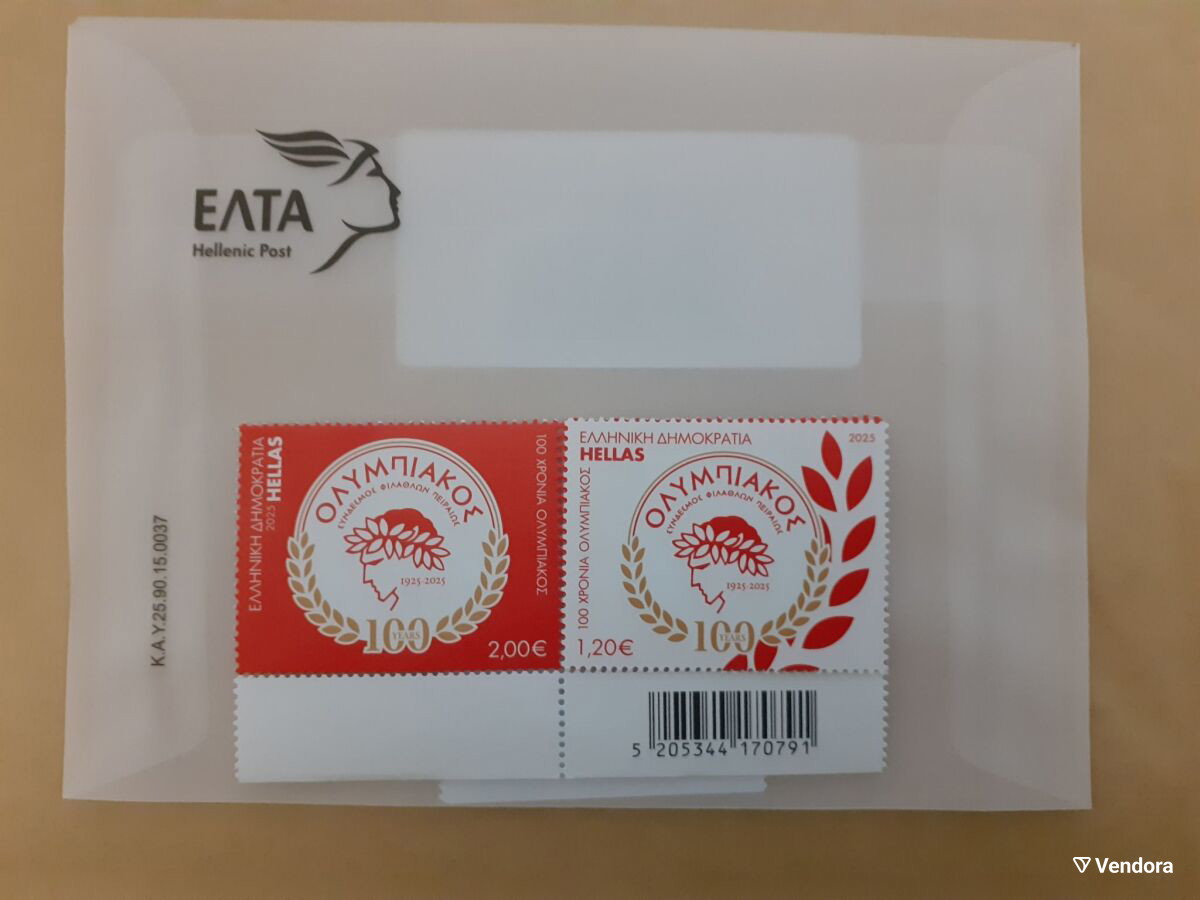 ΕΛΤΑ
Hellenic Post
Κ.Α.Υ.25.90.15.0037
ΕΛΛΗΝΙΚΗ ΔΗΜΟΚΡΑΤΙΑ
2025 HELLAS
ΟΛΥΜΠΙΑΚΟΣ
ΣΥΝΔΕΣΜΟΣ ΦΙΛΑΘΛΩΝ ΠΕΙΡΑΙΩΣ
1925-2025
100
YEARS
100 ΧΡΟΝΙΑ ΟΛΥΜΠΙΑΚΟΣ
2,00€
ΕΛΛΗΝΙΚΗ ΔΗΜΟΚΡΑΤΙΑ
HELLAS
2025
100 ΧΡΟΝΙΑ ΟΛΥΜΠΙΑΚΟΣ
ΟΛΥΜΠΙΑΚΟΣ
ΣΥΝΔΕΣΜΟΣ ΦΙΛΑΘΛΩΝ ΠΕΙΡΑΙΩΣ
1925-2025
100
YEARS
1,20€
5 205344 170791
Vendora